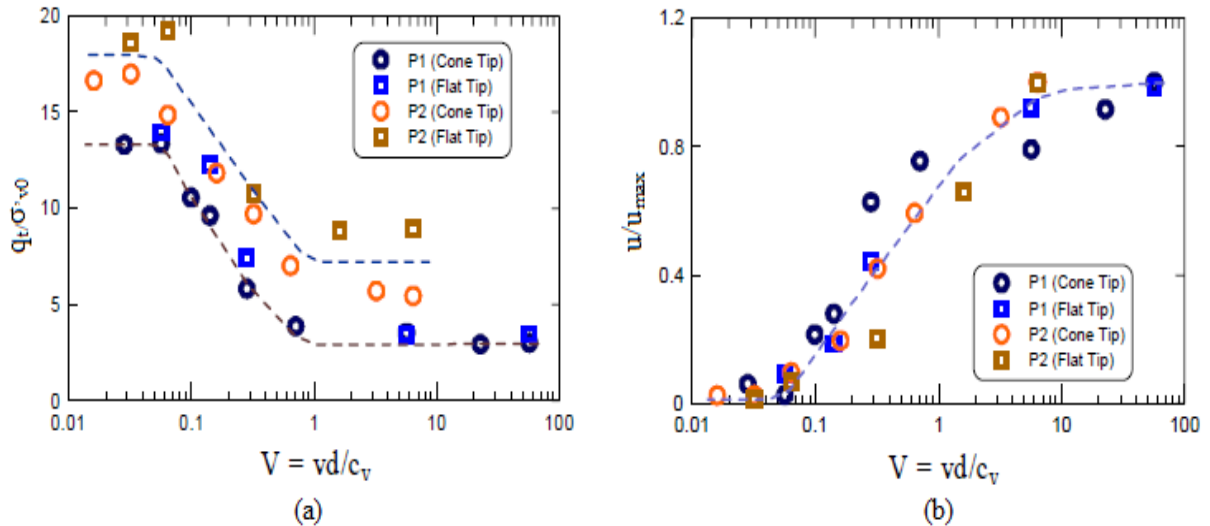 20
15
10
5
0
qt/σ'v0
P1 (Cone Tip)
P1 (Flat Tip)
P2 (Cone Tip)
P2 (Flat Tip)
0.01 0.1 1 10 100
V = vd/cv
(a)
1.2
0.8
0.4
0
u/umax
P1 (Cone Tip)
P1 (Flat Tip)
P2 (Cone Tip)
P2 (Flat Tip)
0.01 0.1 1 10 100
V = vd/cv
(b)